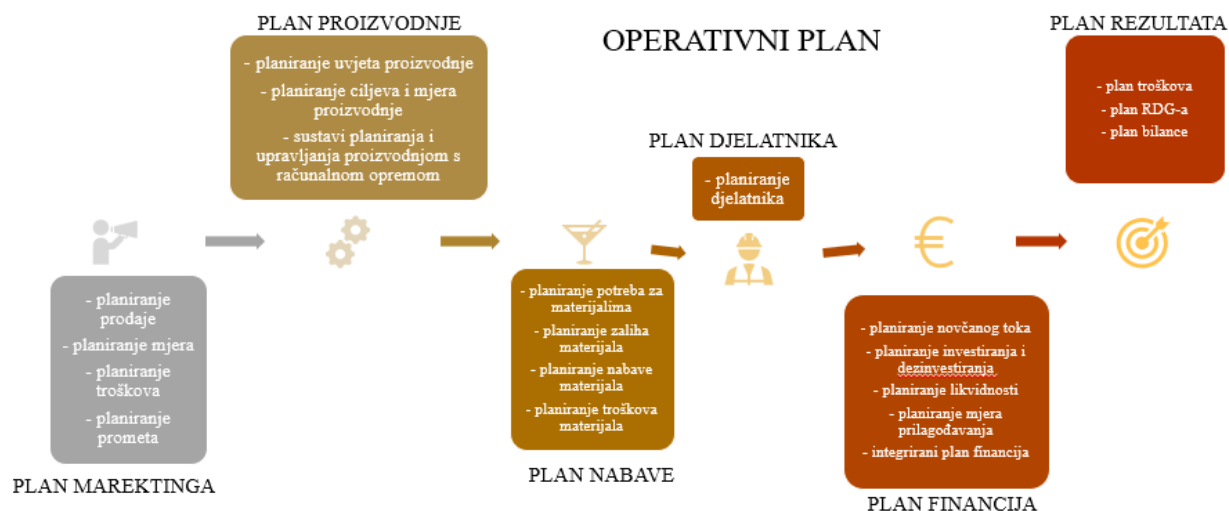 OPERATIVNI PLAN
PLAN MAREKTINGA
- planiranje
prodaje
- planiranje mjera
- planiranje
troškova
- planiranje
prometa
PLAN PROIZVODNJE
- planiranje uvjeta proizvodnje
- planiranje ciljeva i mjera
proizvodnje
- sustavi planiranja i
upravljanja proizvodnjom s
računalnom opremom
PLAN NABAVE
- planiranje potreba za
materijalima
- planiranje zaliha
materijala
- planiranje nabave
materijala
- planiranje troškova
materijala
PLAN DJELATNIKA
- planiranje
djelatnika
€
PLAN FINANCIJA
- planiranje novčanog toka
- planiranje investiranja i
dezinvestiranja
- planiranje likvidnosti
- planiranje mjera
prilagođavanja
- integrirani plan financija
PLAN REZULTATA
- plan troškova
- plan RDG-a
- plan bilance